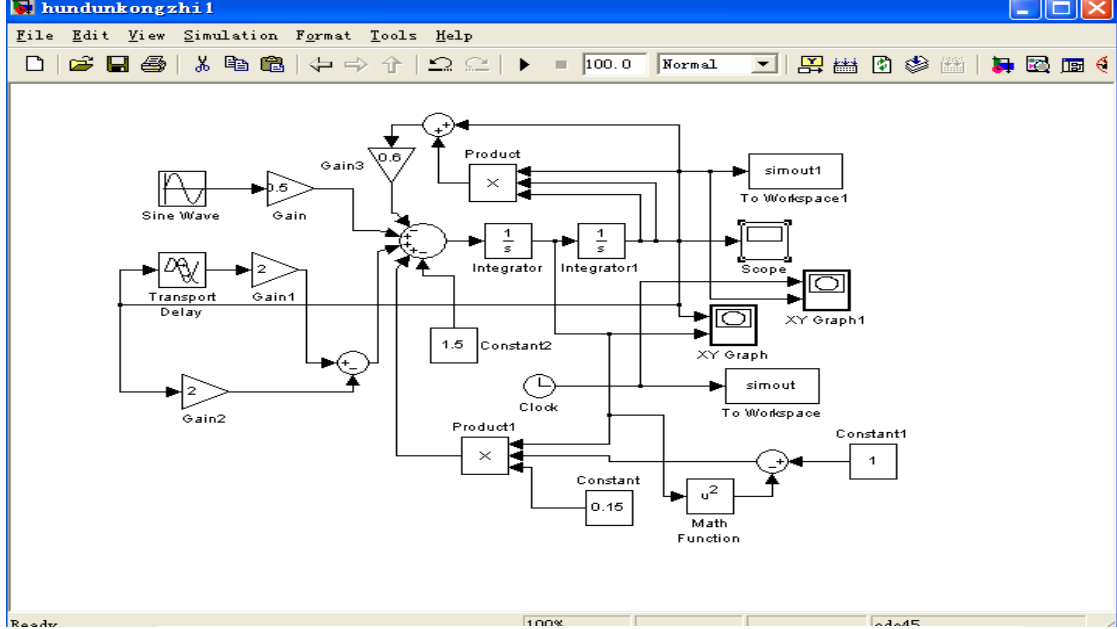 hundunkongzhi1
File Edit View Simulation Format Tools Help
100.0 Normal
Gain3
0.6
Product
×
simout1
To Workspace1
Sine Wave
0.5
Gain
1
s
Integrator
1
s
Integrator1
Scope
Transport
Delay
2
Gain1
XY Graph1
1.5
Constant2
XY Graph
2
Gain2
Clock
simout
To Workspace
Product1
×
Constant1
1
Constant
0.15
u2
Math
Function
Ready 100% ode45